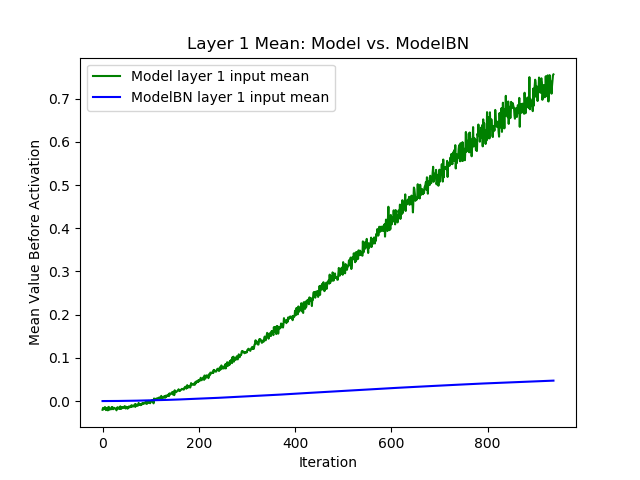 Layer 1 Mean: Model vs. ModelBN
Model layer 1 input mean
ModelBN layer 1 input mean
Mean Value Before Activation
0.7
0.6
0.5
0.4
0.3
0.2
0.1
0.0
0 200 400 600 800
Iteration